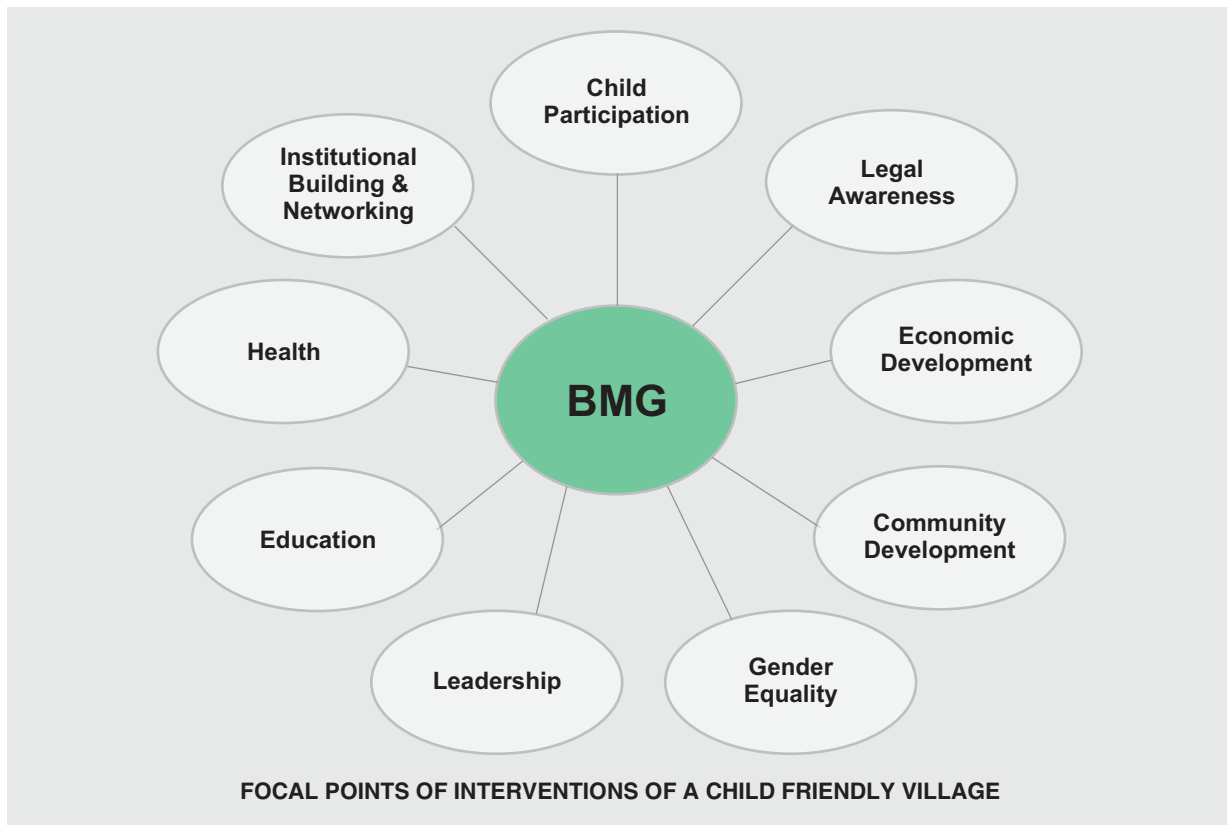 Child
Participation
Legal
Awareness
Economic
Development
Community
Development
Gender
Equality
Leadership
Education
Health
Institutional
Building &
Networking
BMG
FOCAL POINTS OF INTERVENTIONS OF A CHILD FRIENDLY VILLAGE